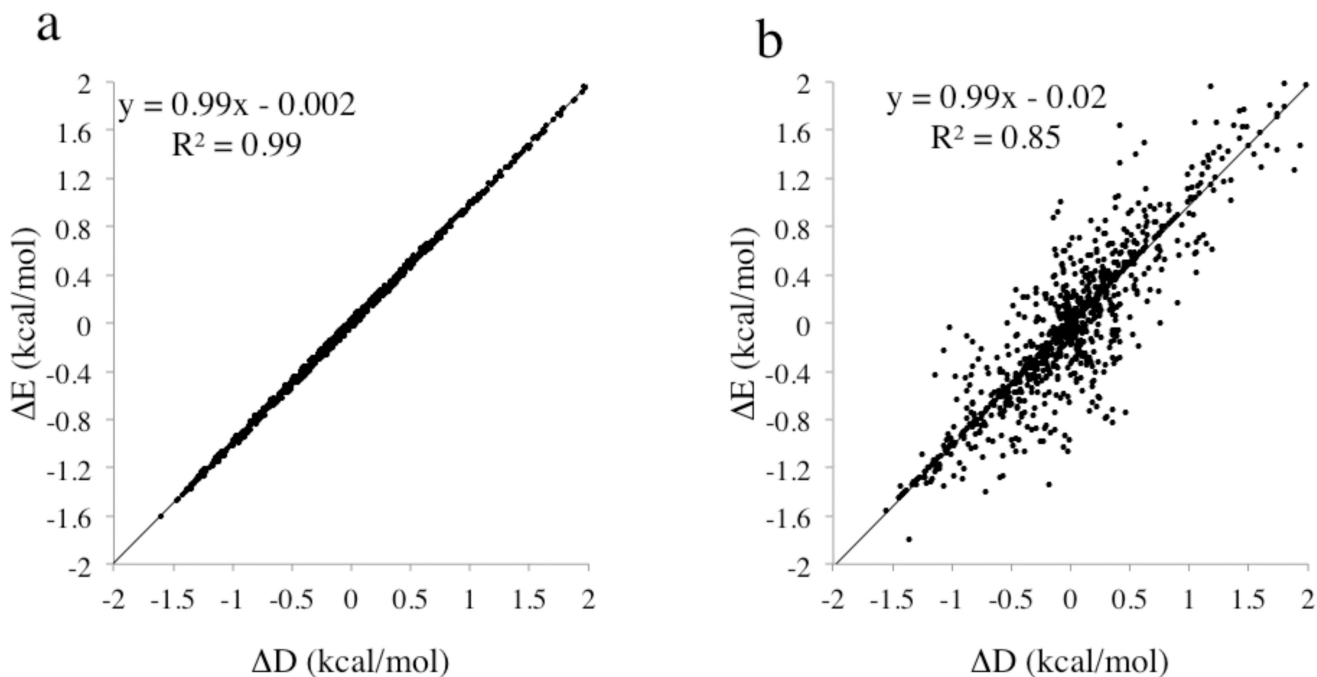 a
y = 0.99x - 0.002
R² = 0.99
2
1.6
1.2
0.8
0.4
0
-0.4
-0.8
-1.2
-1.6
-2
ΔE (kcal/mol)
-2 -1.5 -1 -0.5 0 0.5 1 1.5 2
ΔD (kcal/mol)
b
y = 0.99x - 0.02
R² = 0.85
2
1.6
1.2
0.8
0.4
0
-0.4
-0.8
-1.2
-1.6
-2
ΔE (kcal/mol)
-2 -1.5 -1 -0.5 0 0.5 1 1.5 2
ΔD (kcal/mol)